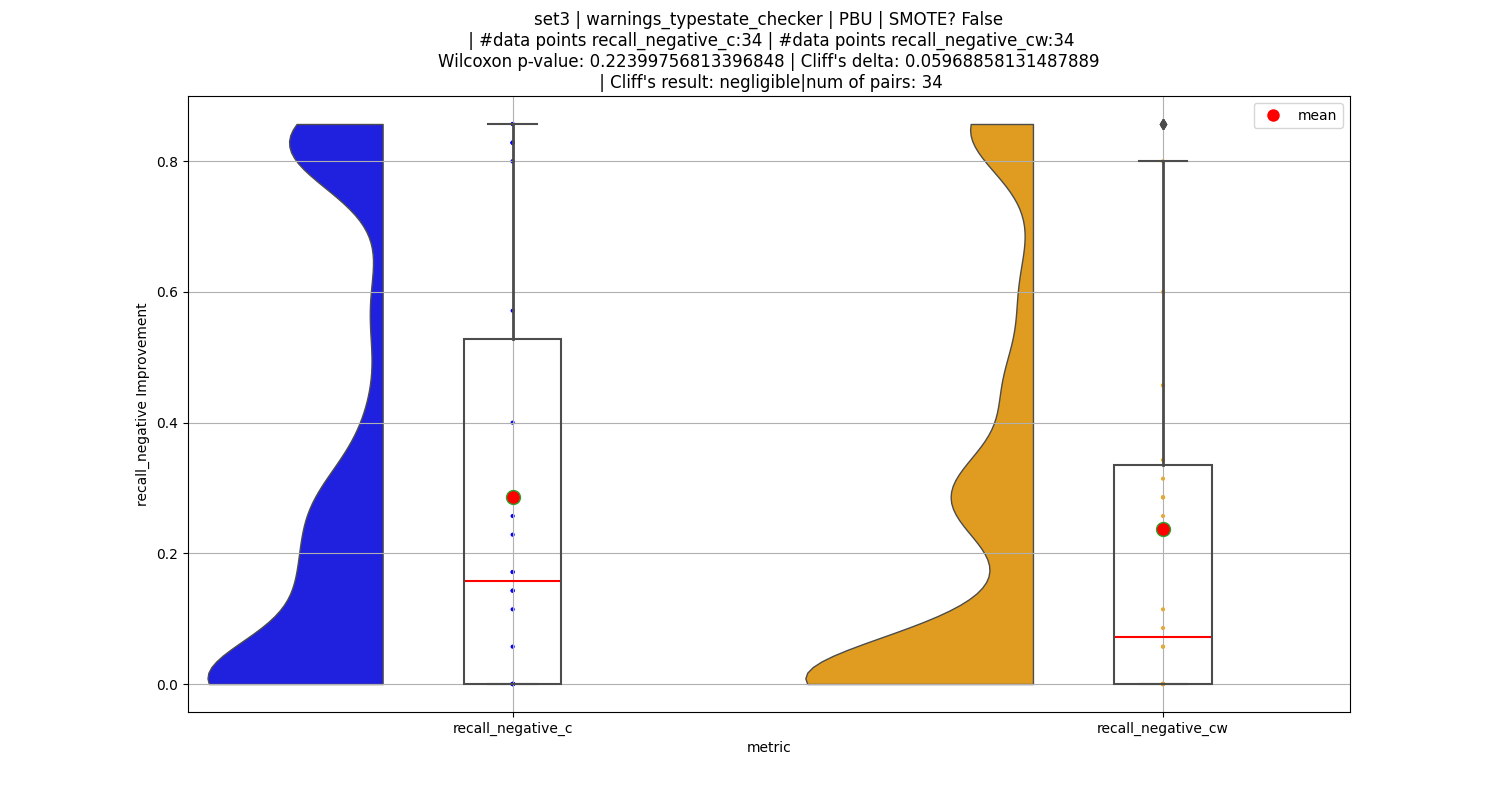 set3 | warnings_typestate_checker | PBU | SMOTE? False
| #data points recall_negative_c:34 | #data points recall_negative_cw:34
Wilcoxon p-value: 0.22399756813396848 | Cliff's delta: 0.05968858131487889
| Cliff's result: negligible|num of pairs: 34
mean
0.8
0.6
0.4
0.2
0.0
recall_negative Improvement
recall_negative_c
recall_negative_cw
metric